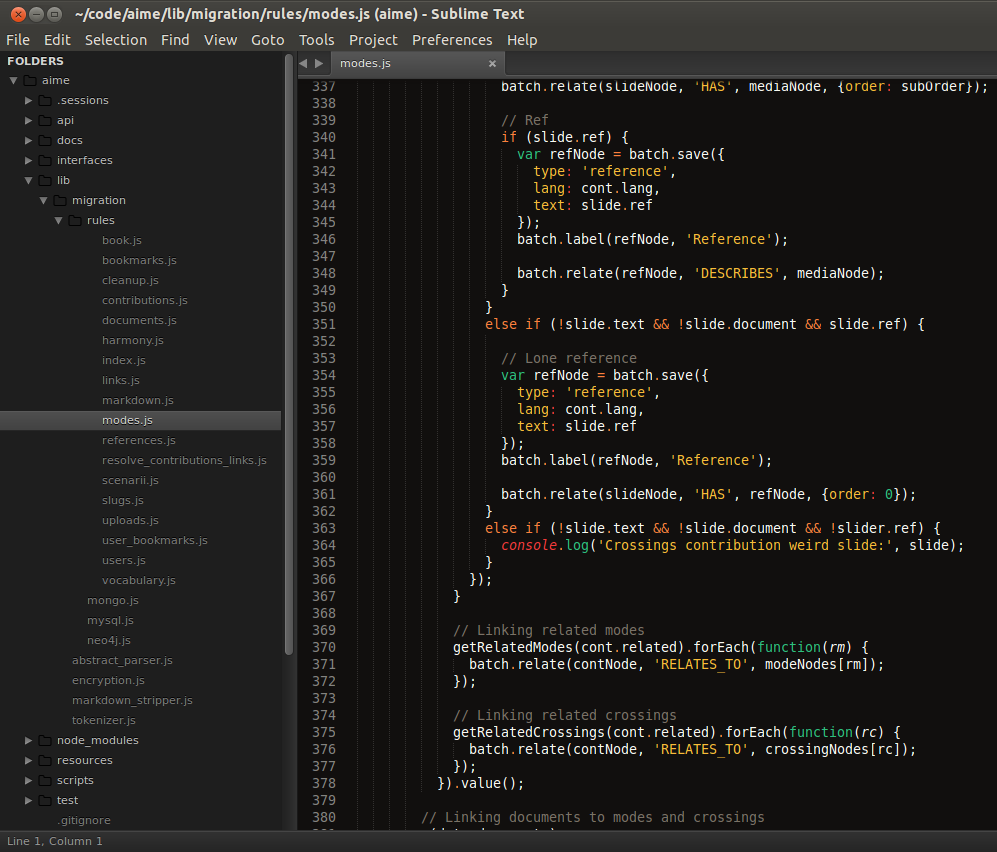 ~/code/aime/lib/migration/rules/modes.js (aime) - Sublime Text
File Edit Selection Find View Goto Tools Project Preferences Help
FOLDERS
aime
.sessions
api
docs
interfaces
lib
migration
rules
book.js
bookmarks.js
cleanup.js
contributions.js
documents.js
harmony.js
index.js
links.js
markdown.js
modes.js
references.js
resolve_contributions_links.js
scenarii.js
slugs.js
uploads.js
user_bookmarks.js
users.js
vocabulary.js
mongo.js
mysql.js
neo4j.js
abstract_parser.js
encryption.js
markdown_stripper.js
tokenizer.js
node_modules
resources
scripts
test
.gitignore
modes.js
337 batch.relate(slideNode, 'HAS', mediaNode, {order: subOrder});
338
339 // Ref
340 if (slide.ref) {
341 var refNode = batch.save({
342 type: 'reference',
343 lang: cont.lang,
344 text: slide.ref
345 });
346 batch.label(refNode, 'Reference');
347
348 batch.relate(refNode, 'DESCRIBES', mediaNode);
349 }
350 }
351 else if (!slide.text && !slide.document && slide.ref) {
352
353 // Lone reference
354 var refNode = batch.save({
355 type: 'reference',
356 lang: cont.lang,
357 text: slide.ref
358 });
359 batch.label(refNode, 'Reference');
360
361 batch.relate(slideNode, 'HAS', refNode, {order: 0});
362 }
363 else if (!slide.text && !slide.document && !slider.ref) {
364 console.log('Crossings contribution weird slide:', slide);
365 }
366 });
367 }
368
369 // Linking related modes
370 getRelatedModes(cont.related).forEach(function(rm) {
371 batch.relate(contNode, 'RELATES_TO', modeNodes[rm]);
372 });
373
374 // Linking related crossings
375 getRelatedCrossings(cont.related).forEach(function(rc) {
376 batch.relate(contNode, 'RELATES_TO', crossingNodes[rc]);
377 });
378 }).value();
379
380 // Linking documents to modes and crossings
Line 1, Column 1